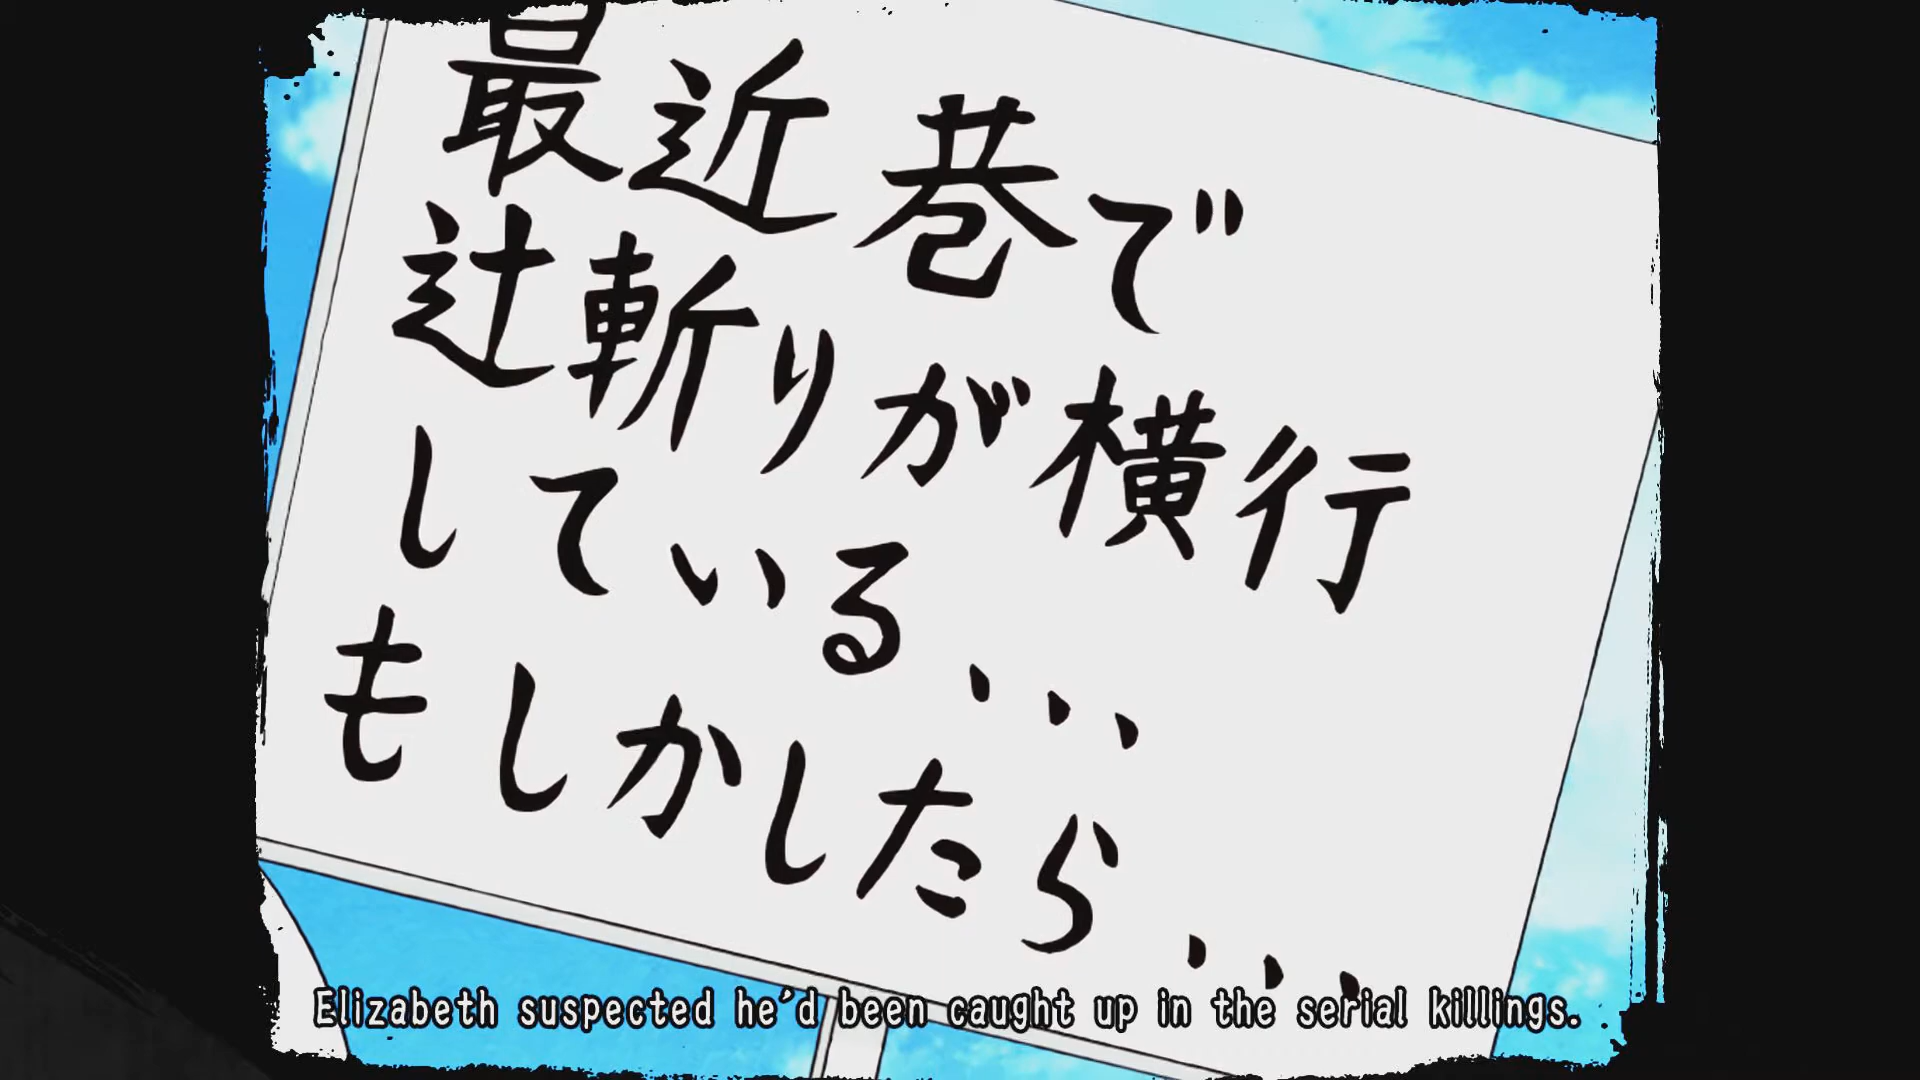 最近巷で
辻斬りが横行
している...
もしかしたら...
Elizabeth suspected he'd been caught up in the serial killings.